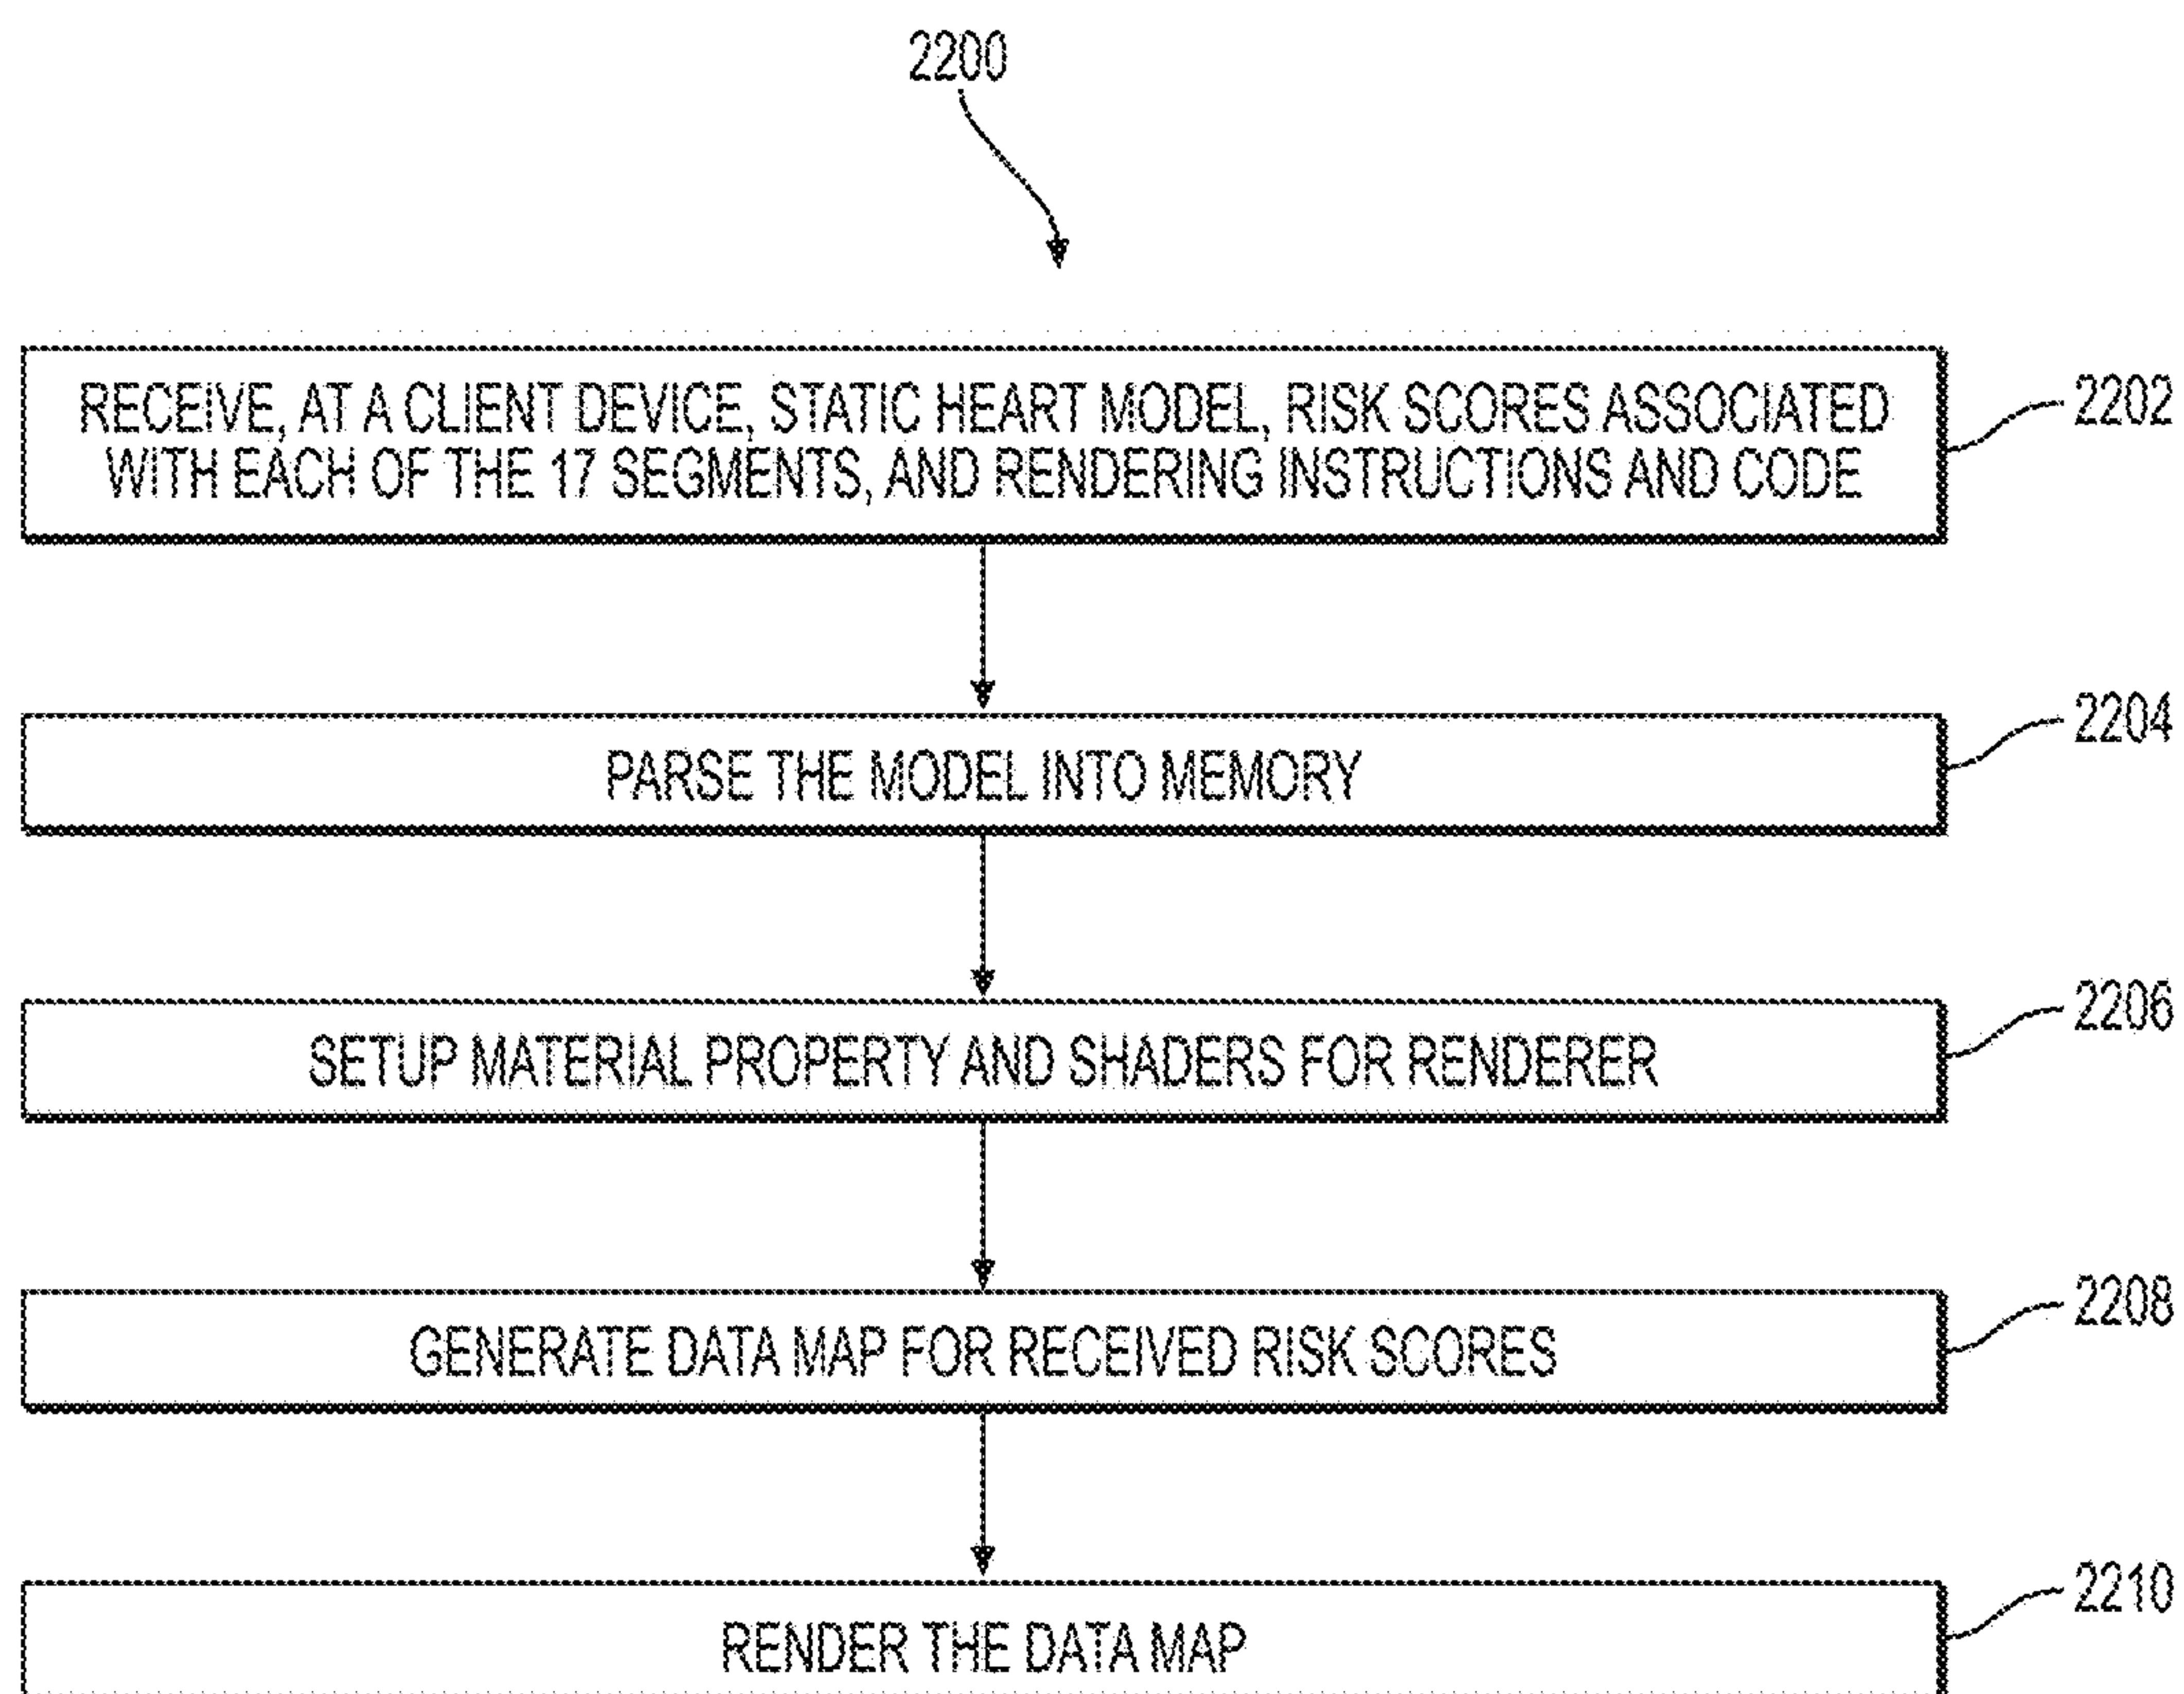 2200
RECEIVE, AT A CLIENT DEVICE, STATIC HEART MODEL, RISK SCORES ASSOCIATED
WITH EACH OF THE 17 SEGMENTS, AND RENDERING INSTRUCTIONS AND CODE
2202
PARSE THE MODEL INTO MEMORY
2204
SETUP MATERIAL PROPERTY AND SHADERS FOR RENDERER
2206
GENERATE DATA MAP FOR RECEIVED RISK SCORES
2208
RENDER THE DATA MAP
2210